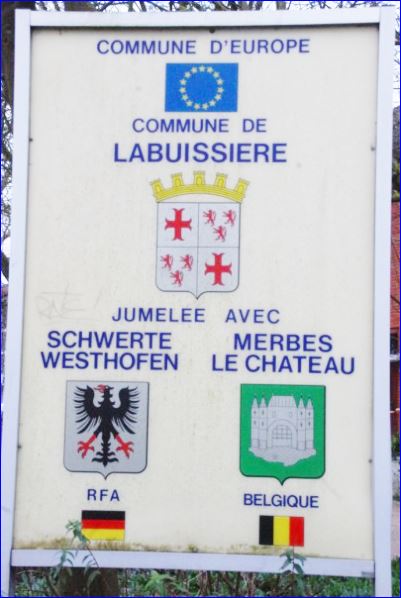 COMMUNE D'EUROPE
COMMUNE DE
LABUISSIERE
JUMELEE AVEC
SCHWERTE
WESTHOFEN
MERBES
LE CHATEAU
RFA
BELGIQUE